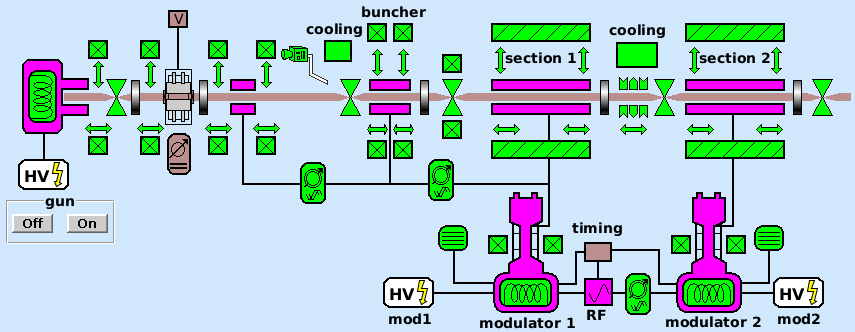 V
buncher
cooling
cooling
section 1
section 2
HV
gun
Off
On
timing
HV
HV
mod1
modulator 1
RF
modulator 2
mod2